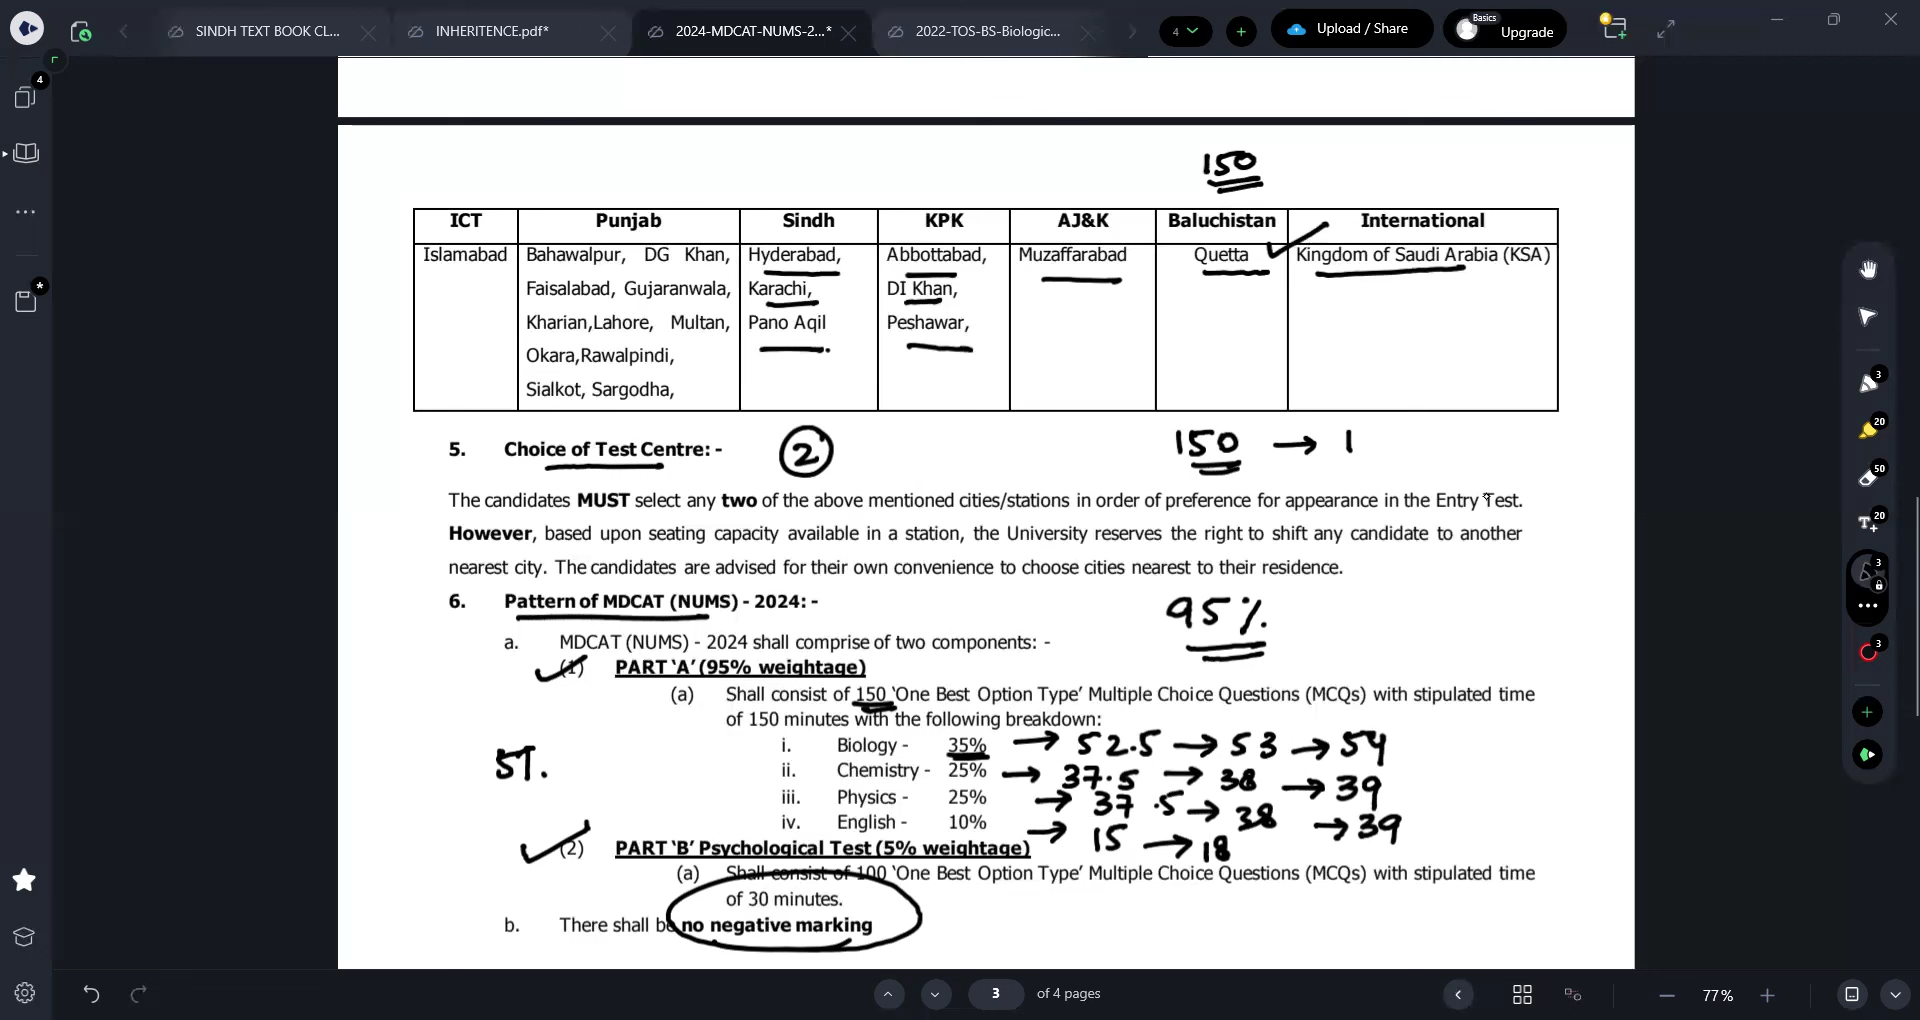 SINDH TEXT BOOK CL...
INHERITENCE.pdf*
2024-MDCAT-NUMS-2...*
2022-TOS-BS-Biologic...
4
Upload / Share
Basics
Upgrade
4
150
ICT Punjab Sindh KPK AJ&K Baluchistan International
Islamabad Bahawalpur, DG Khan, Hyderabad, Abbottabad, Muzaffarabad Quetta Kingdom of Saudi Arabia (KSA)
Faisalabad, Gujaranwala, Karachi, DI Khan,
Kharian,Lahore, Multan, Pano Aqil Peshawar,
Okara,Rawalpindi,
Sialkot, Sargodha,
5. Choice of Test Centre: - 2 150 → 1
The candidates MUST select any two of the above mentioned cities/stations in order of preference for appearance in the Entry Test.
However, based upon seating capacity available in a station, the University reserves the right to shift any candidate to another
nearest city. The candidates are advised for their own convenience to choose cities nearest to their residence.
6. Pattern of MDCAT (NUMS) - 2024: - 95%
a. MDCAT (NUMS) - 2024 shall comprise of two components: -
(1) PART ‘A’ (95% weightage)
(a) Shall consist of 150 ‘One Best Option Type’ Multiple Choice Questions (MCQs) with stipulated time
of 150 minutes with the following breakdown:
i. Biology - 35% → 52.5 → 53 → 54
ii. Chemistry - 25% → 37.5 → 38 → 39
iii. Physics - 25% → 37.5 → 38 → 39
iv. English - 10% → 15 → 18
(2) PART ‘B’ Psychological Test (5% weightage)
(a) Shall consist of 100 ‘One Best Option Type’ Multiple Choice Questions (MCQs) with stipulated time
of 30 minutes.
b. There shall be no negative marking
3
20
50
20
3
3
3 of 4 pages
77%